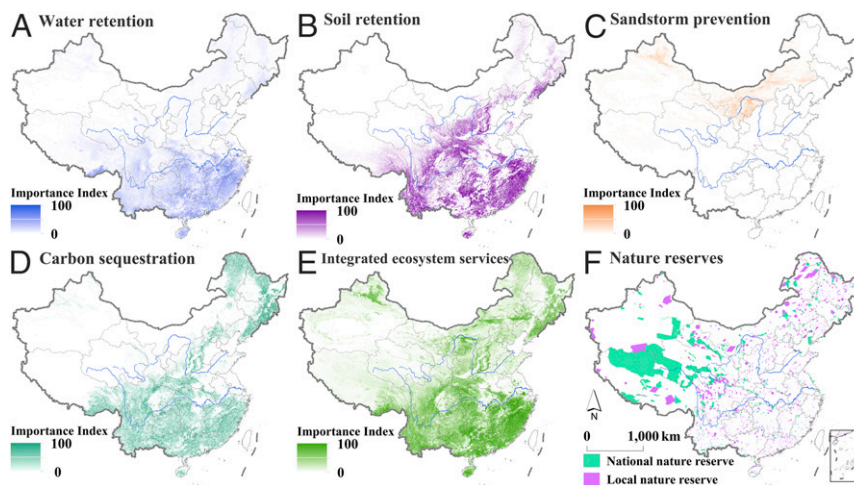 A Water retention
B Soil retention
C Sandstorm prevention
Importance Index
100
0
Importance Index
100
0
Importance Index
100
0
D Carbon sequestration
E Integrated ecosystem services
F Nature reserves
Importance Index
100
0
Importance Index
100
0
N
0 1,000 km
National nature reserve
Local nature reserve